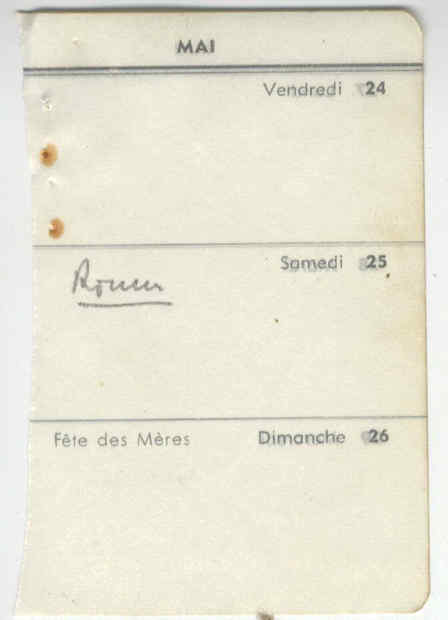 MAI
Vendredi 24
Samedi 25
Rouen
Fête des Mères Dimanche 26